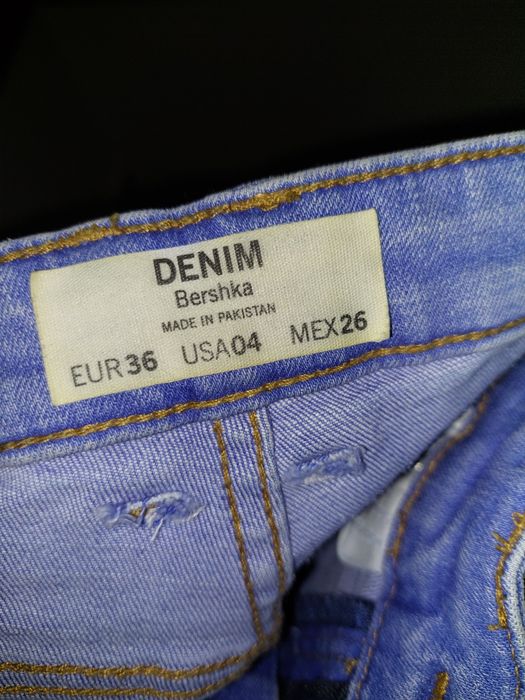 DENIM
Bershka
MADE IN PAKISTAN
EUR36 USA04 MEX26